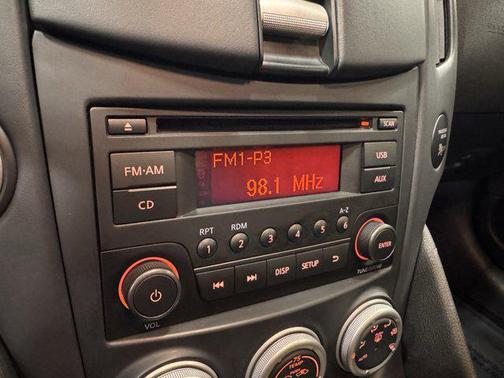 SCAN
FM·AM
CD
FM1-P3
98.1 MHz
USB
AUX
RPT RDM A-Z
1 2 3 4 5 6
ENTER
VOL
DISP SETUP
TEMP